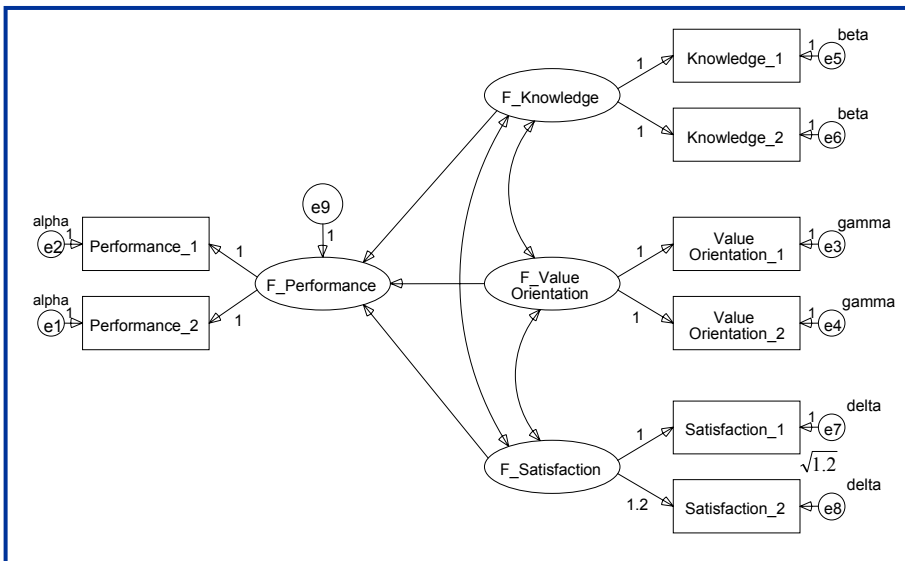 beta
1
Knowledge_1
1
e5
F_Knowledge
beta
1
Knowledge_2
1
e6
e9
1
alpha
1
e2
Performance_1
1
F_Performance
alpha
1
e1
Performance_2
1
gamma
1
Value
Orientation_1
1
e3
F_Value
Orientation
gamma
1
Value
Orientation_2
1
e4
delta
1
Satisfaction_1
1
e7
F_Satisfaction
√1.2
delta
1.2
Satisfaction_2
e8